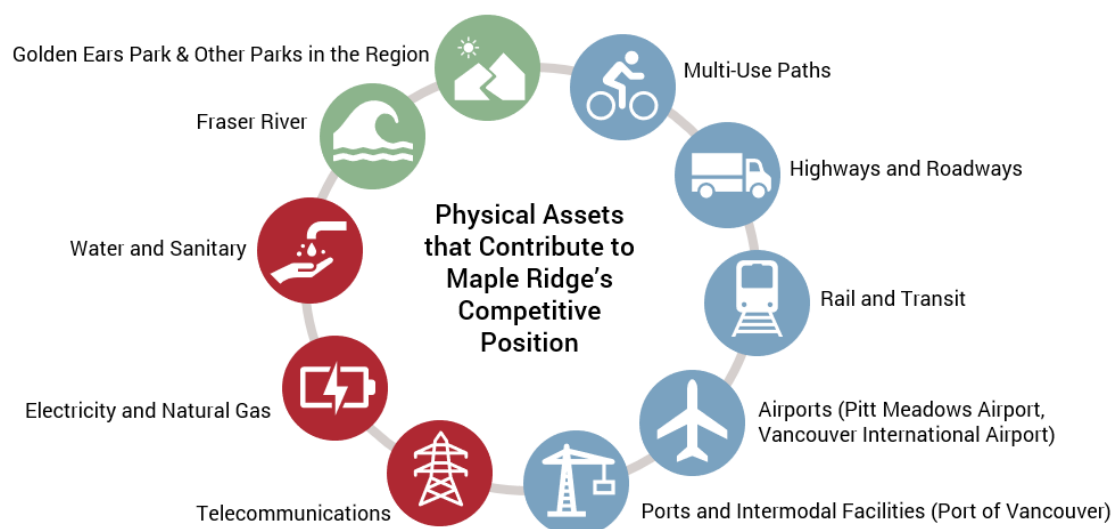 Golden Ears Park & Other Parks in the Region
Multi-Use Paths
Fraser River
Highways and Roadways
Physical Assets
that Contribute to
Maple Ridge's
Competitive
Position
Water and Sanitary
Rail and Transit
Electricity and Natural Gas
Airports (Pitt Meadows Airport,
Vancouver International Airport)
Telecommunications
Ports and Intermodal Facilities (Port of Vancouver)